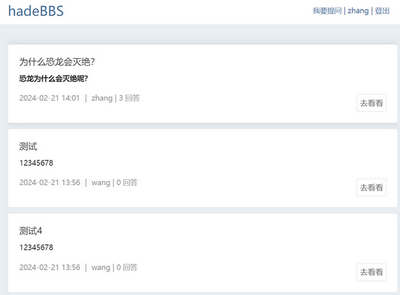 hadeBBS
我要提问 | zhang | 登出
为什么恐龙会灭绝?
恐龙为什么会灭绝呢?
2024-02-21 14:01 | zhang | 3 回答
去看看
测试
12345678
2024-02-21 13:56 | wang | 0 回答
去看看
测试4
12345678
2024-02-21 13:56 | wang | 0 回答
去看看